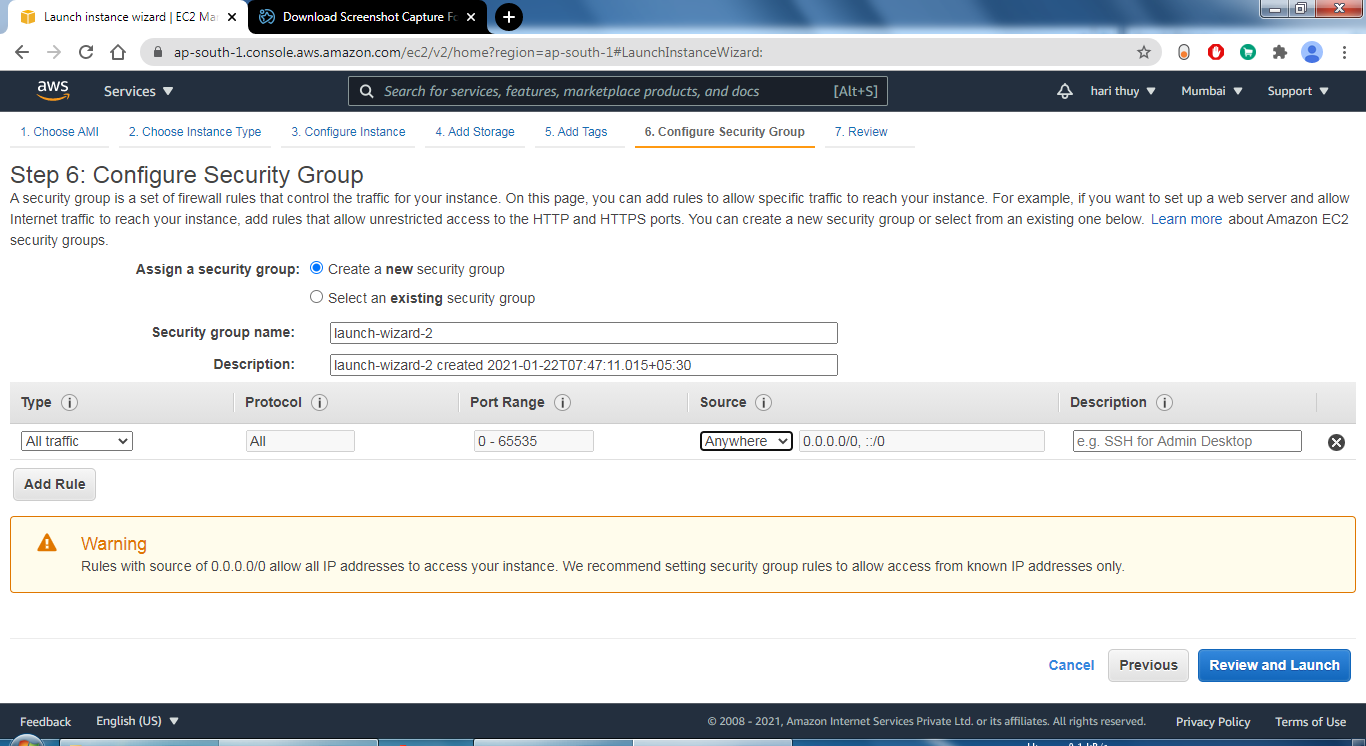 Launch instance wizard | EC2 Ma
Download Screenshot Capture Fo
ap-south-1.console.aws.amazon.com/ec2/v2/home?region=ap-south-1#LaunchInstanceWizard:
aws
Services
Search for services, features, marketplace products, and docs
[Alt+S]
hari thuy
Mumbai
Support
1. Choose AMI
2. Choose Instance Type
3. Configure Instance
4. Add Storage
5. Add Tags
6. Configure Security Group
7. Review
Step 6: Configure Security Group
A security group is a set of firewall rules that control the traffic for your instance. On this page, you can add rules to allow specific traffic to reach your instance. For example, if you want to set up a web server and allow
Internet traffic to reach your instance, add rules that allow unrestricted access to the HTTP and HTTPS ports. You can create a new security group or select from an existing one below. Learn more about Amazon EC2
security groups.
Assign a security group: Create a new security group
Select an existing security group
Security group name: launch-wizard-2
Description: launch-wizard-2 created 2021-01-22T07:47:11.015+05:30
Type i Protocol i Port Range i Source i Description i
All traffic All 0 - 65535 Anywhere 0.0.0.0/0, ::/0 e.g. SSH for Admin Desktop
Add Rule
Warning
Rules with source of 0.0.0.0/0 allow all IP addresses to access your instance. We recommend setting security group rules to allow access from known IP addresses only.
Cancel Previous Review and Launch
Feedback English (US) © 2008 - 2021, Amazon Internet Services Private Ltd. or its affiliates. All rights reserved. Privacy Policy Terms of Use